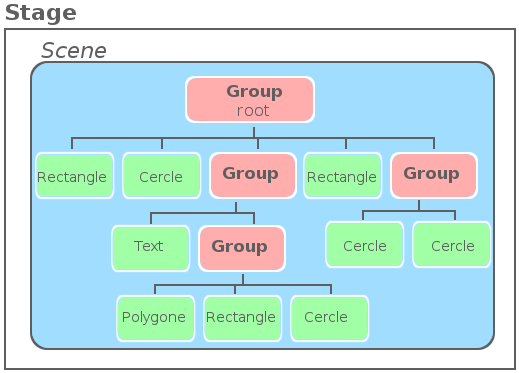 Stage
Scene
Group
root
Rectangle
Cercle
Group
Rectangle
Group
Text
Group
Cercle
Cercle
Polygone
Rectangle
Cercle